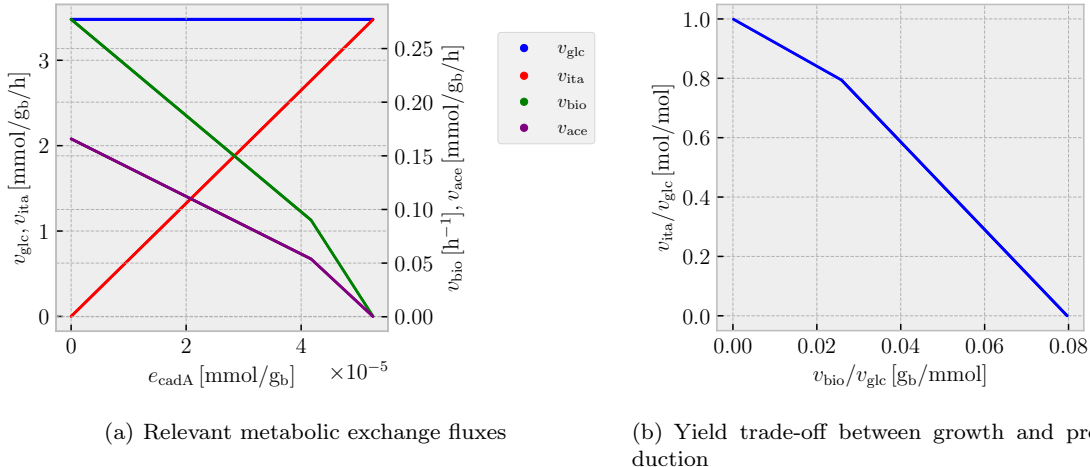 3
2
1
0
v_glc, v_ita [mmol/g_b/h]
0.25
0.20
0.15
0.10
0.05
0.00
v_bio [h⁻¹], v_ace [mmol/g_b/h]
0
2
4
×10⁻⁵
e_cadA [mmol/g_b]
v_glc
v_ita
v_bio
v_ace
1.0
0.8
0.6
0.4
0.2
0.0
v_ita/v_glc [mol/mol]
0.00
0.02
0.04
0.06
0.08
v_bio/v_glc [g_b/mmol]
(a) Relevant metabolic exchange fluxes
(b) Yield trade-off between growth and pro
duction